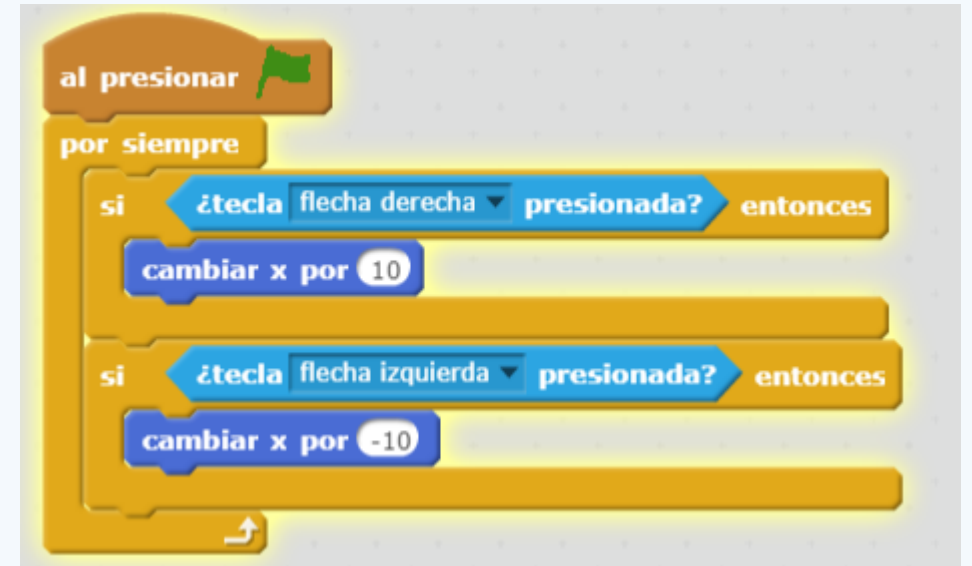 al presionar
por siempre
si ¿tecla flecha derecha presionada? entonces
cambiar x por 10
si ¿tecla flecha izquierda presionada? entonces
cambiar x por -10